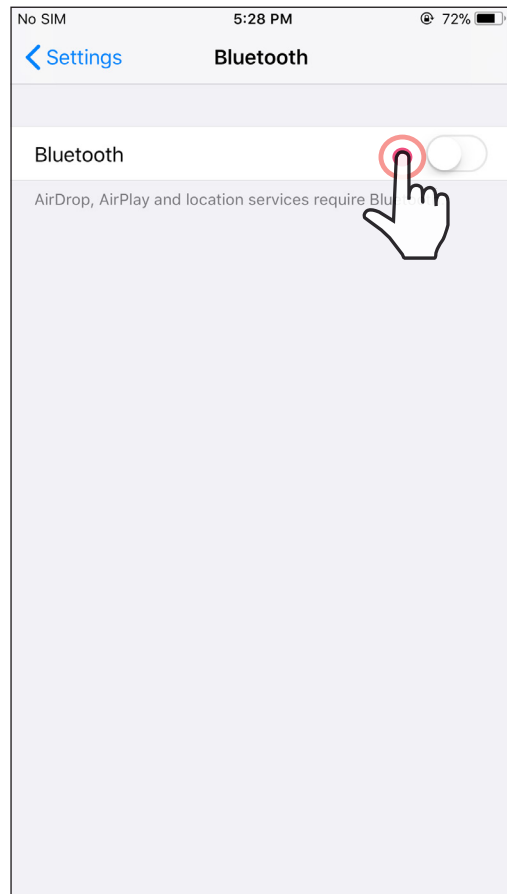 No SIM 5:28 PM 72%
Settings Bluetooth
Bluetooth
AirDrop, AirPlay and location services require